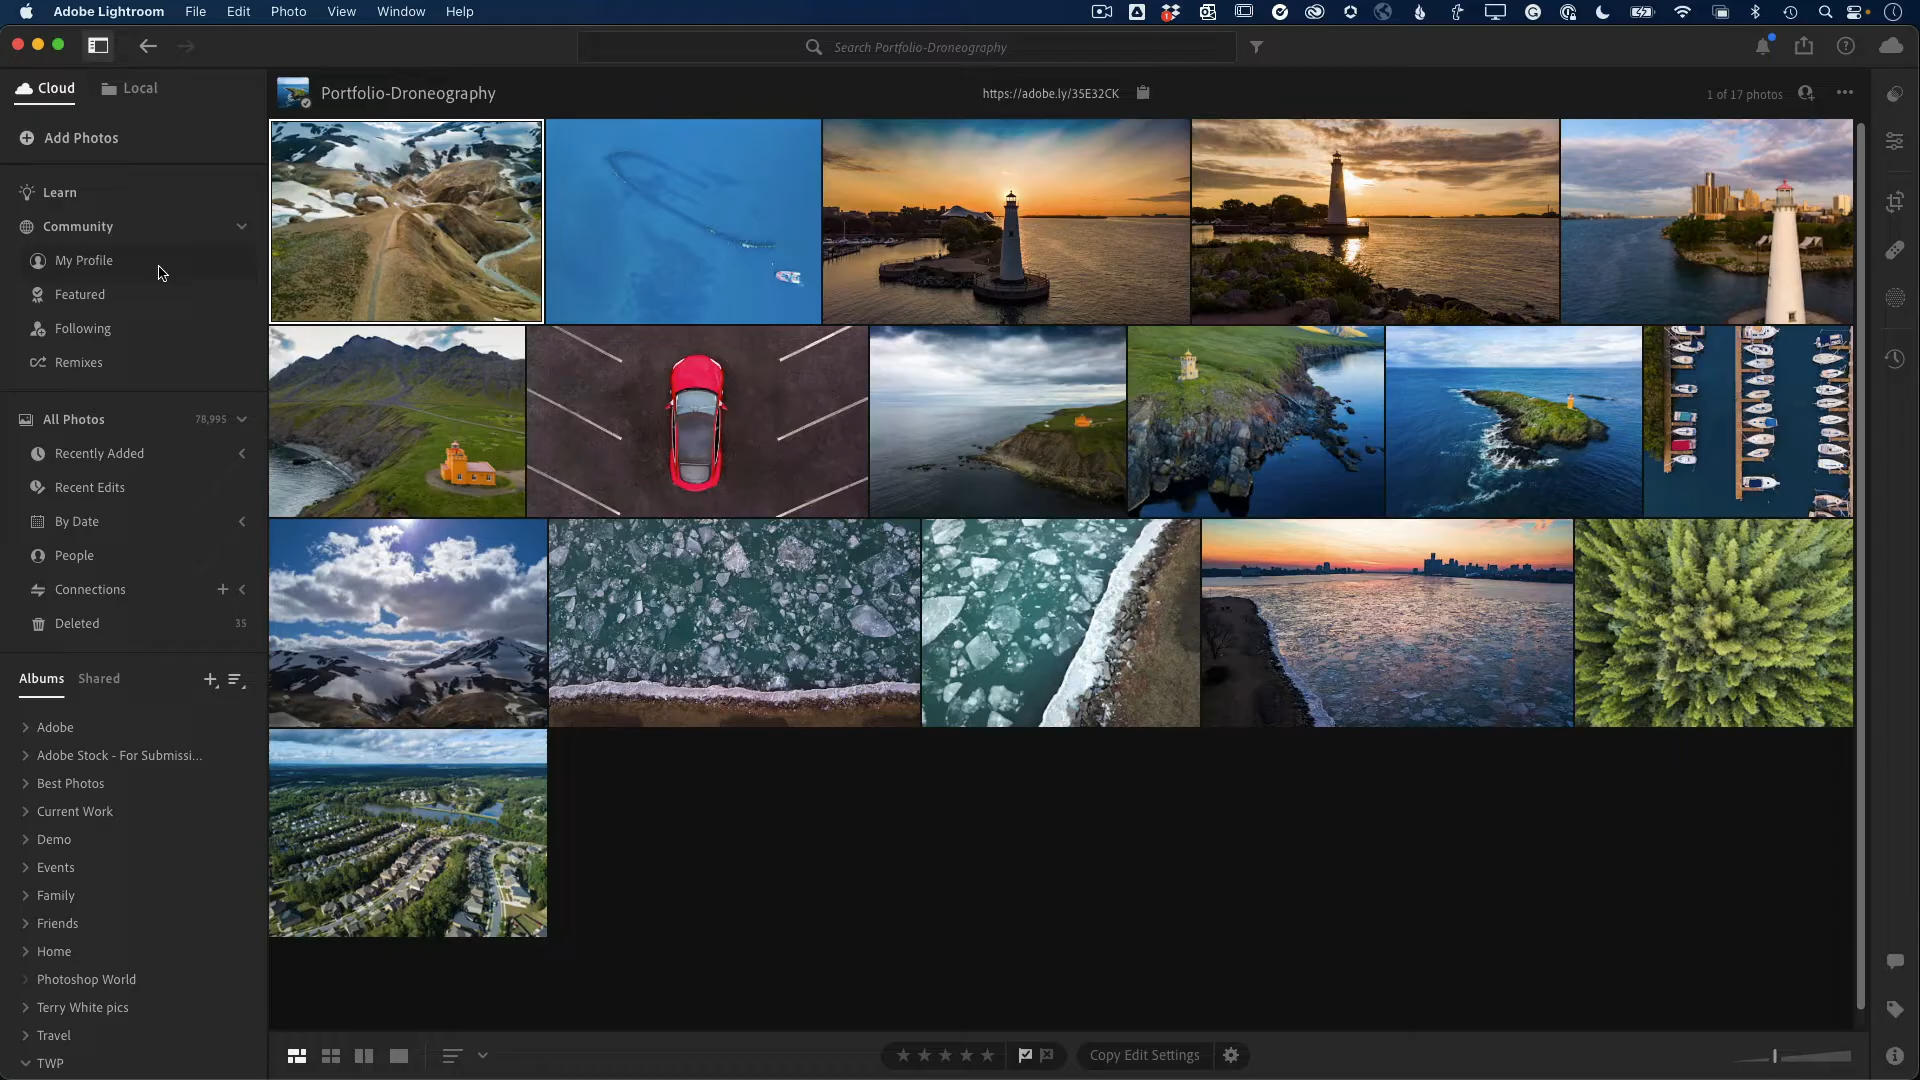 Adobe Lightroom File Edit Photo View Window Help
Search Portfolio-Droneography
Cloud Local
Portfolio-Droneography
https://adobe.ly/35E32CK
1 of 17 photos
Add Photos
Learn
Community
My Profile
Featured
Following
Remixes
All Photos 78,995
Recently Added
Recent Edits
By Date
People
Connections
Deleted 35
Albums Shared
Adobe
Adobe Stock - For Submissi...
Best Photos
Current Work
Demo
Events
Family
Friends
Home
Photoshop World
Terry White pics
Travel
TWP
Copy Edit Settings